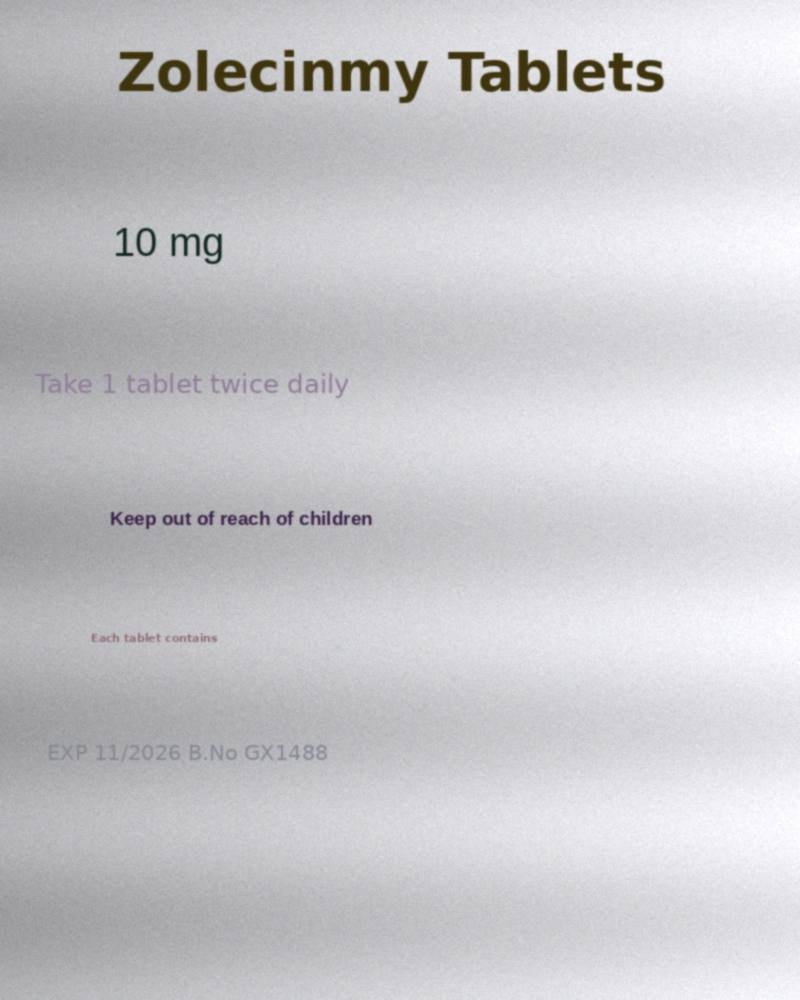 Zolecinmy Tablets
10 mg
Take 1 tablet twice daily
Keep out of reach of children
Each tablet contains
EXP 11/2026 B.No GX1488